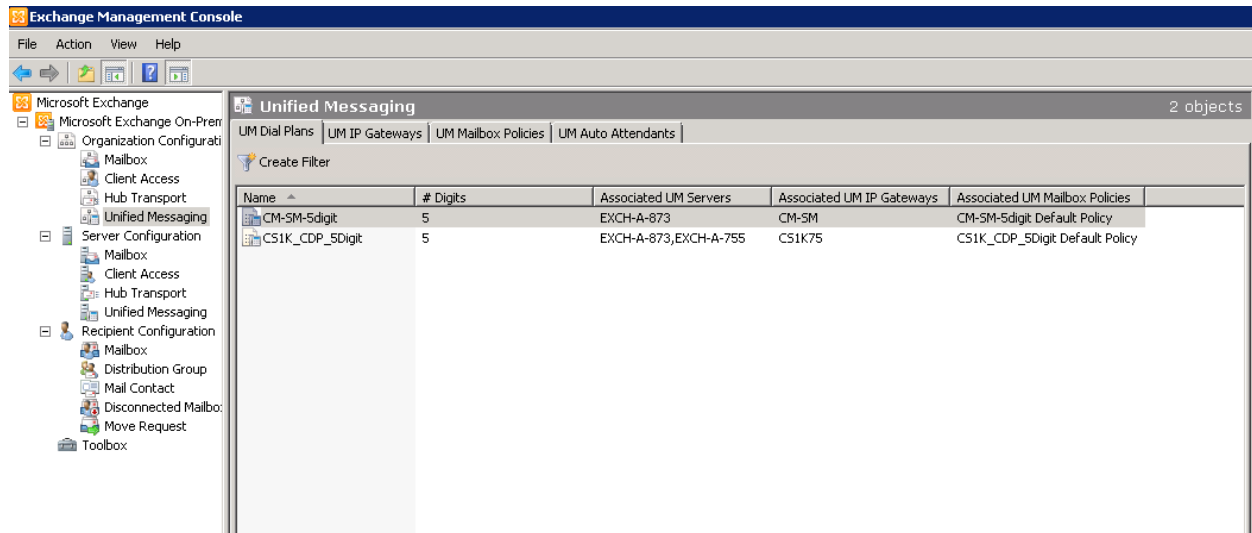 Exchange Management Console
File Action View Help
Microsoft Exchange
Microsoft Exchange On-Prem
Organization Configurati
Mailbox
Client Access
Hub Transport
Unified Messaging
Server Configuration
Mailbox
Client Access
Hub Transport
Unified Messaging
Recipient Configuration
Mailbox
Distribution Group
Mail Contact
Disconnected Mailbo
Move Request
Toolbox
Unified Messaging 2 objects
UM Dial Plans UM IP Gateways UM Mailbox Policies UM Auto Attendants
Create Filter
Name # Digits Associated UM Servers Associated UM IP Gateways Associated UM Mailbox Policies
CM-SM-5digit 5 EXCH-A-873 CM-SM CM-SM-5digit Default Policy
CS1K_CDP_5Digit 5 EXCH-A-873,EXCH-A-755 CS1K75 CS1K_CDP_5Digit Default Policy